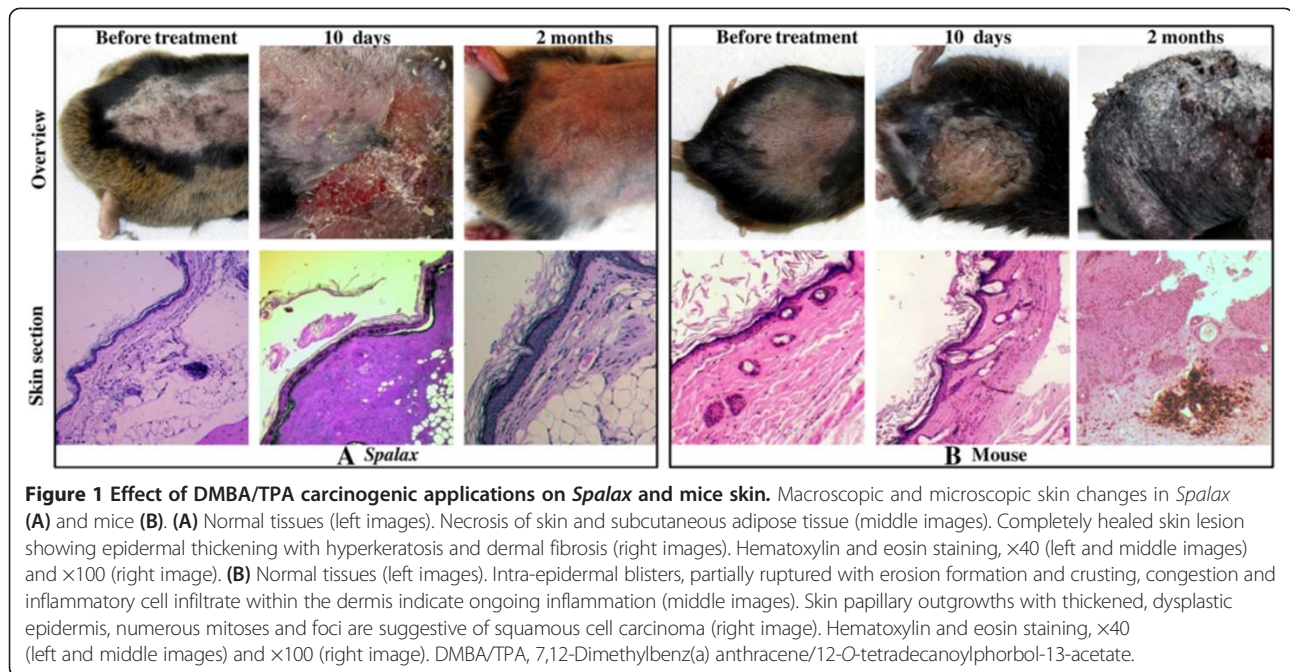 Before treatment 10 days 2 months Before treatment 10 days 2 months
Overview
Skin section
A Spalax B Mouse
Figure 1 Effect of DMBA/TPA carcinogenic applications on Spalax and mice skin. Macroscopic and microscopic skin changes in Spalax
(A) and mice (B). (A) Normal tissues (left images). Necrosis of skin and subcutaneous adipose tissue (middle images). Completely healed skin lesion
showing epidermal thickening with hyperkeratosis and dermal fibrosis (right images). Hematoxylin and eosin staining, ×40 (left and middle images)
and ×100 (right image). (B) Normal tissues (left images). Intra-epidermal blisters, partially ruptured with erosion formation and crusting, congestion and
inflammatory cell infiltrate within the dermis indicate ongoing inflammation (middle images). Skin papillary outgrowths with thickened, dysplastic
epidermis, numerous mitoses and foci are suggestive of squamous cell carcinoma (right image). Hematoxylin and eosin staining, ×40
(left and middle images) and ×100 (right image). DMBA/TPA, 7,12-Dimethylbenz(a) anthracene/12-O-tetradecanoylphorbol-13-acetate.